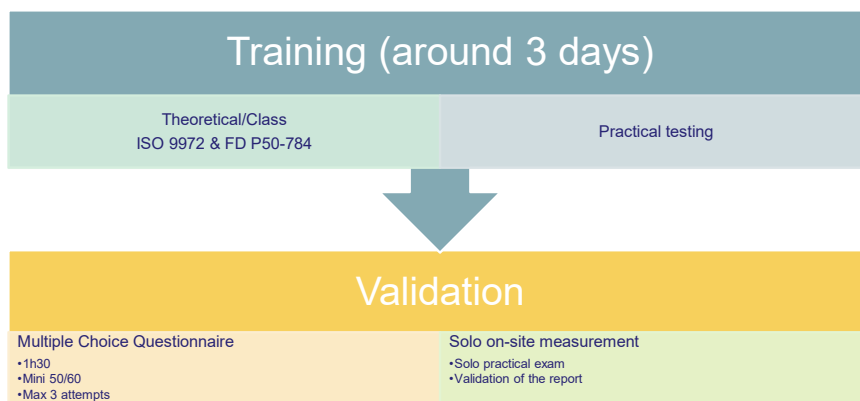 Training (around 3 days)
Theoretical/Class
ISO 9972 & FD P50-784
Practical testing
Validation
Multiple Choice Questionnaire
•1h30
•Mini 50/60
•Max 3 attempts
Solo on-site measurement
•Solo practical exam
•Validation of the report